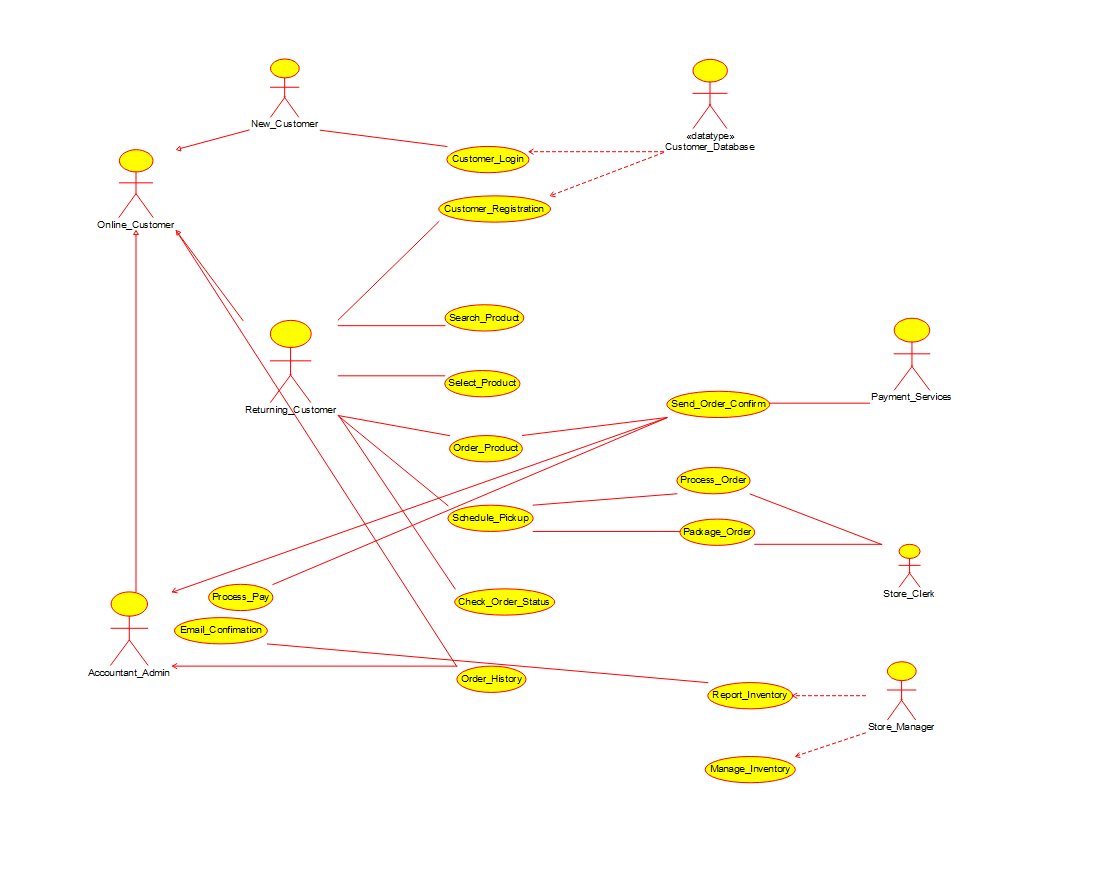 New_Customer
«datatype»
Customer_Database
Customer_Login
Customer_Registration
Online_Customer
Search_Product
Select_Product
Returning_Customer
Payment_Services
Send_Order_Confirm
Order_Product
Process_Order
Schedule_Pickup
Package_Order
Store_Clerk
Process_Pay
Check_Order_Status
Email_Confimation
Accountant_Admin
Order_History
Report_Inventory
Store_Manager
Manage_Inventory